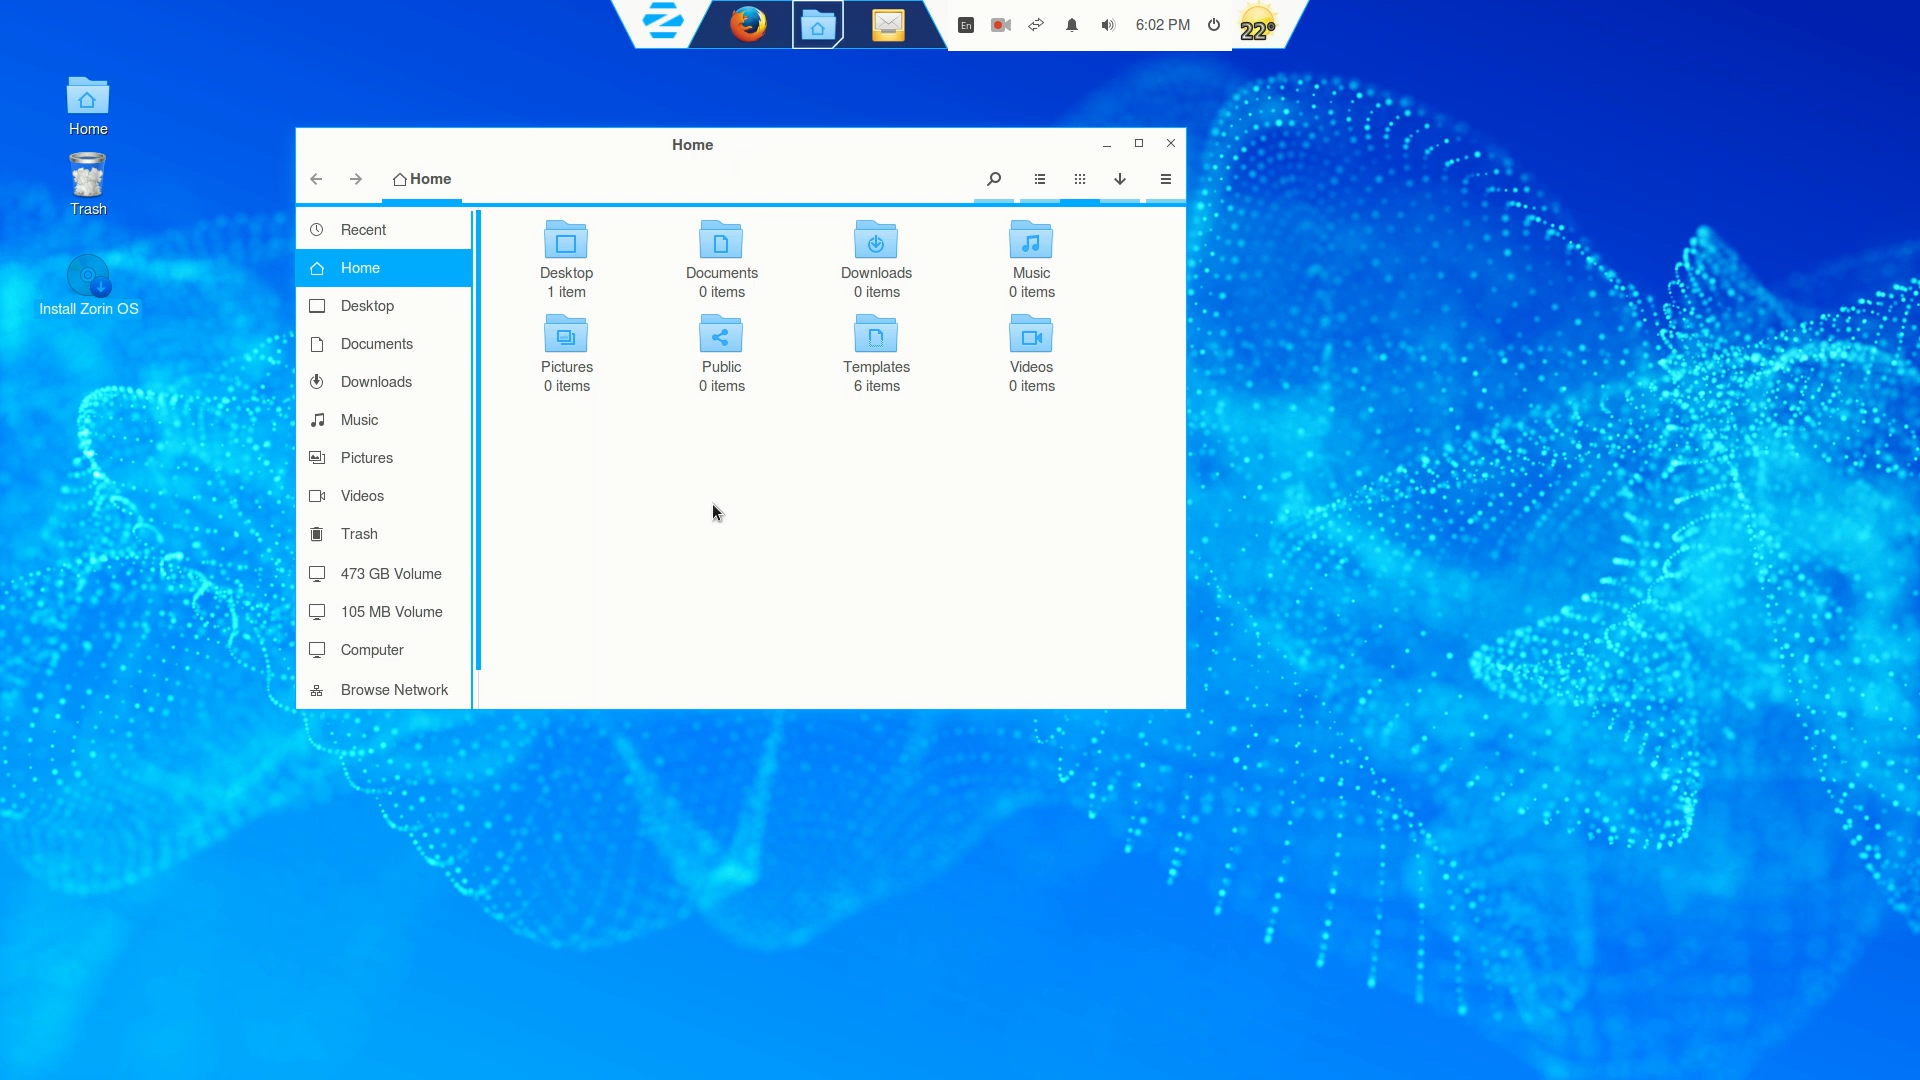 En
6:02 PM
22°
Home
Trash
Install Zorin OS
Home
Home
Recent
Home
Desktop
Documents
Downloads
Music
Pictures
Videos
Trash
473 GB Volume
105 MB Volume
Computer
Browse Network
Desktop
1 item
Documents
0 items
Downloads
0 items
Music
0 items
Pictures
0 items
Public
0 items
Templates
6 items
Videos
0 items